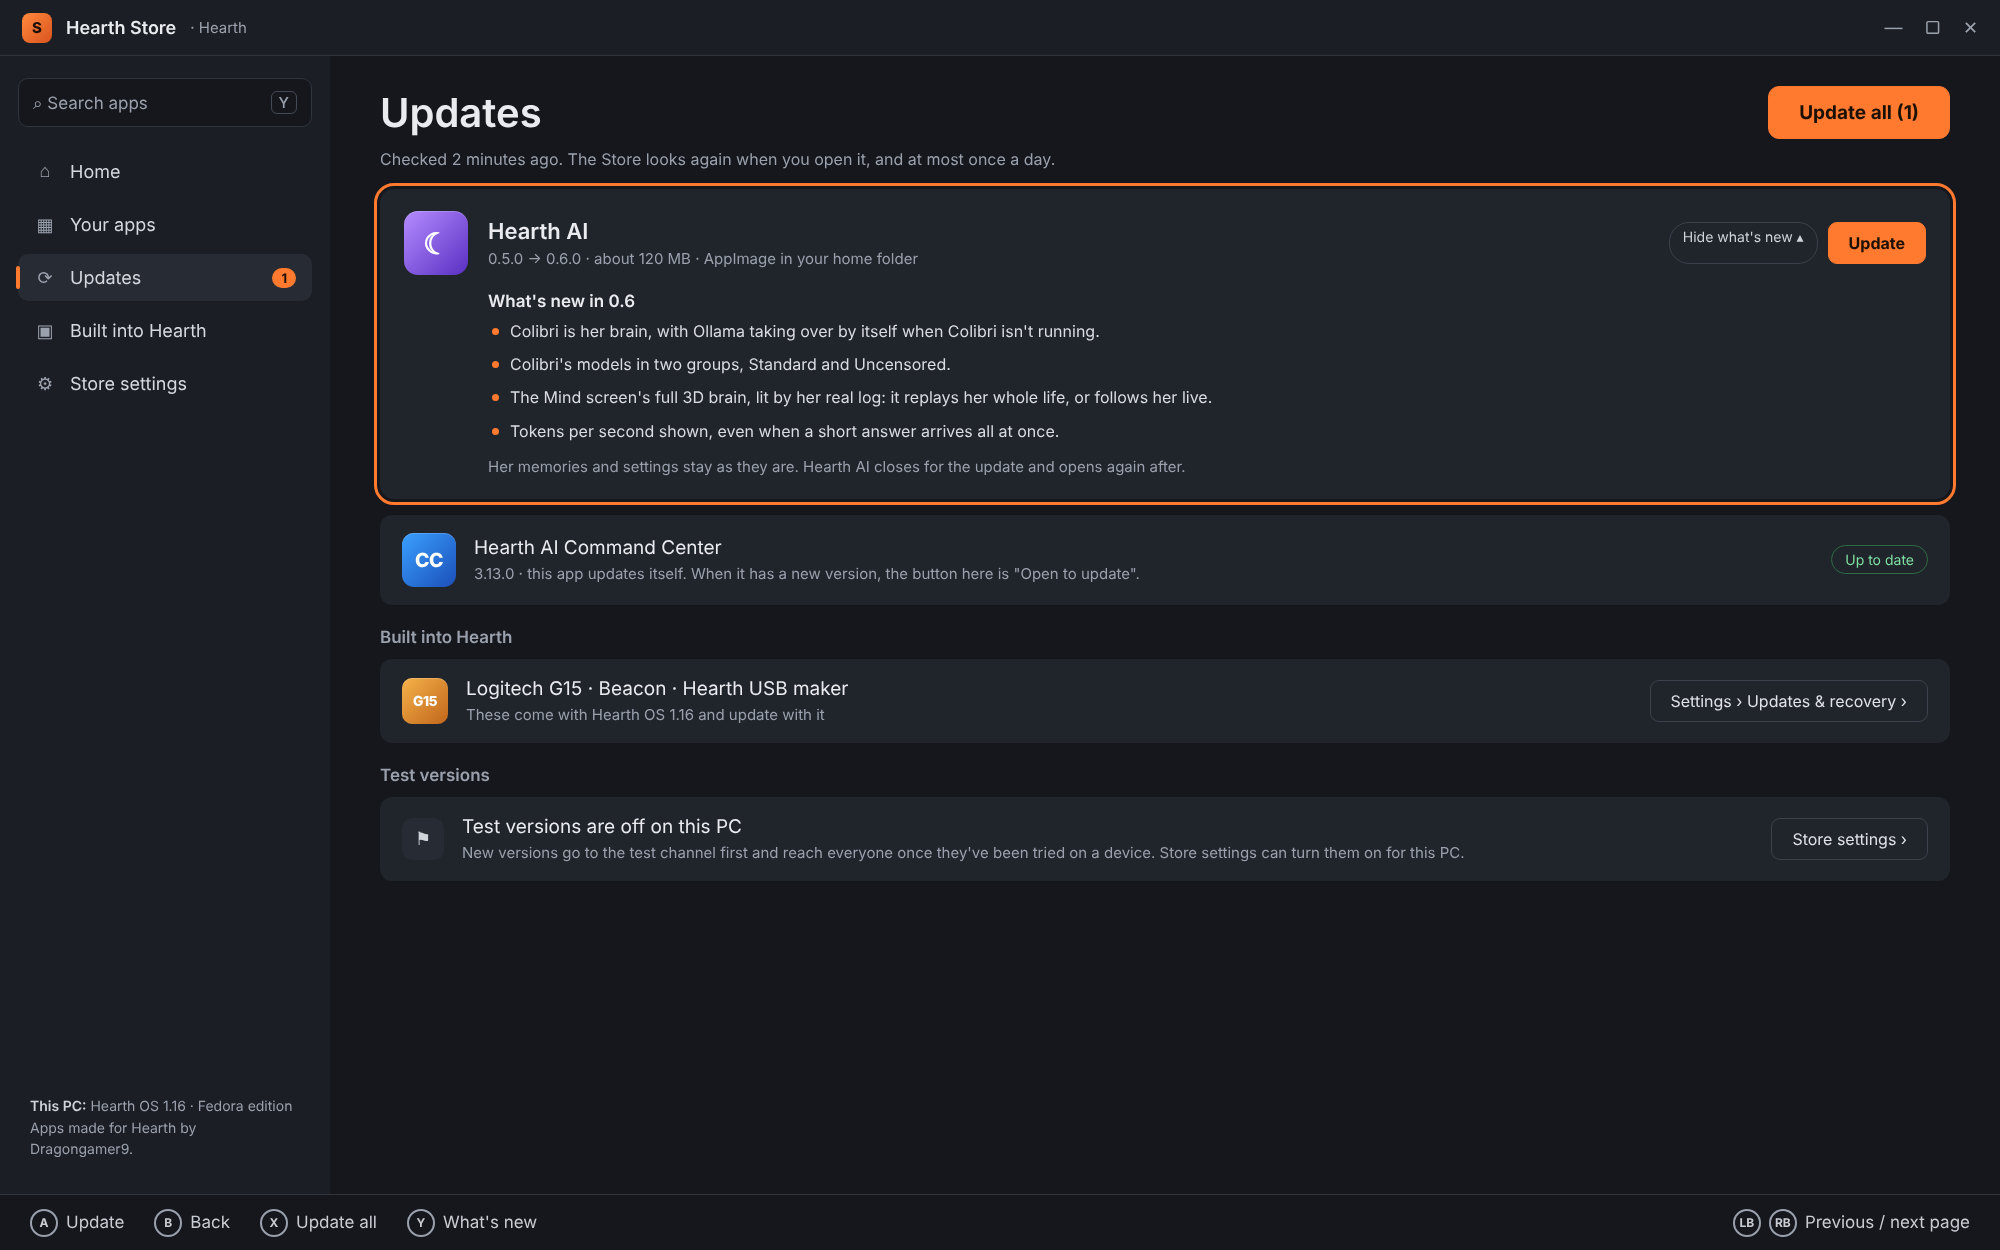 S Hearth Store · Hearth
Search apps Y
Home
Your apps
Updates 1
Built into Hearth
Store settings
This PC: Hearth OS 1.16 · Fedora edition
Apps made for Hearth by
Dragongamer9.
Updates
Update all (1)
Checked 2 minutes ago. The Store looks again when you open it, and at most once a day.
Hearth AI
0.5.0 → 0.6.0 · about 120 MB · AppImage in your home folder
Hide what's new ▴
Update
What's new in 0.6
Colibri is her brain, with Ollama taking over by itself when Colibri isn't running.
Colibri's models in two groups, Standard and Uncensored.
The Mind screen's full 3D brain, lit by her real log: it replays her whole life, or follows her live.
Tokens per second shown, even when a short answer arrives all at once.
Her memories and settings stay as they are. Hearth AI closes for the update and opens again after.
CC
Hearth AI Command Center
3.13.0 · this app updates itself. When it has a new version, the button here is "Open to update".
Up to date
Built into Hearth
G15
Logitech G15 · Beacon · Hearth USB maker
These come with Hearth OS 1.16 and update with it
Settings › Updates & recovery ›
Test versions
Test versions are off on this PC
New versions go to the test channel first and reach everyone once they've been tried on a device. Store settings can turn them on for this PC.
Store settings ›
A Update B Back X Update all Y What's new
LB RB Previous / next page